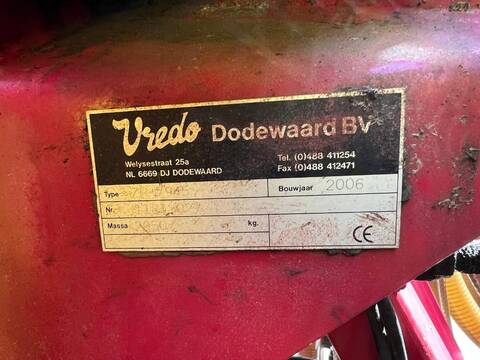 Vredo Dodewaard BV
Welysestraat 25a Tel. (0)488 411254
NL 6669 DJ DODEWAARD Fax (0)488 412471
Type Bouwjaar 2006
Nr.
Massa kg. CE